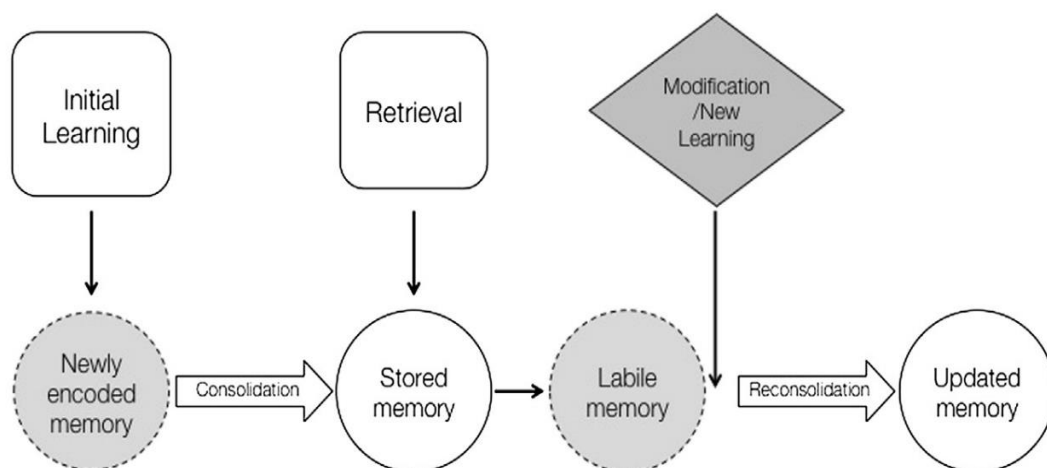 Initial
Learning
Retrieval
Modification
/New
Learning
Newly
encoded
memory
Consolidation
Stored
memory
Labile
memory
Reconsolidation
Updated
memory